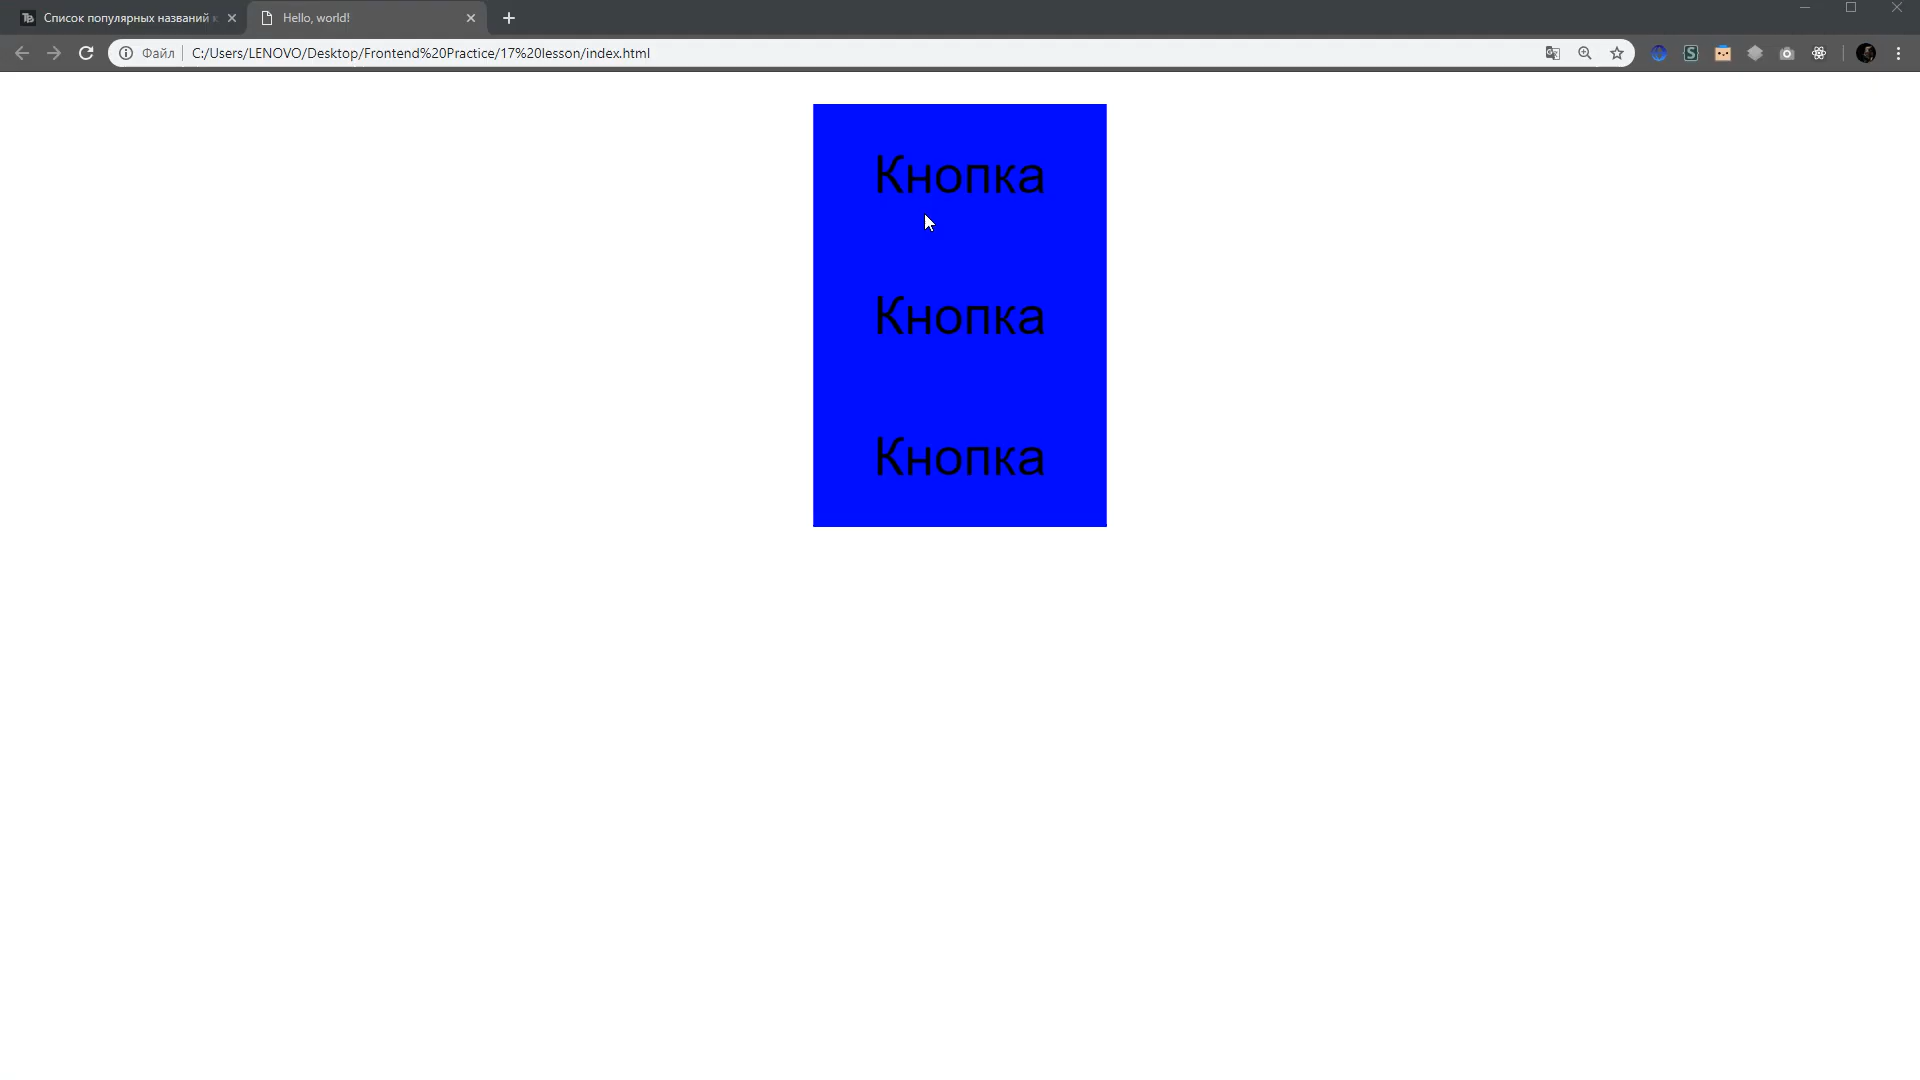 Список популярных названий к
Hello, world!
Файл
C:/Users/LENOVO/Desktop/Frontend%20Practice/17%20lesson/index.html
Кнопка
Кнопка
Кнопка